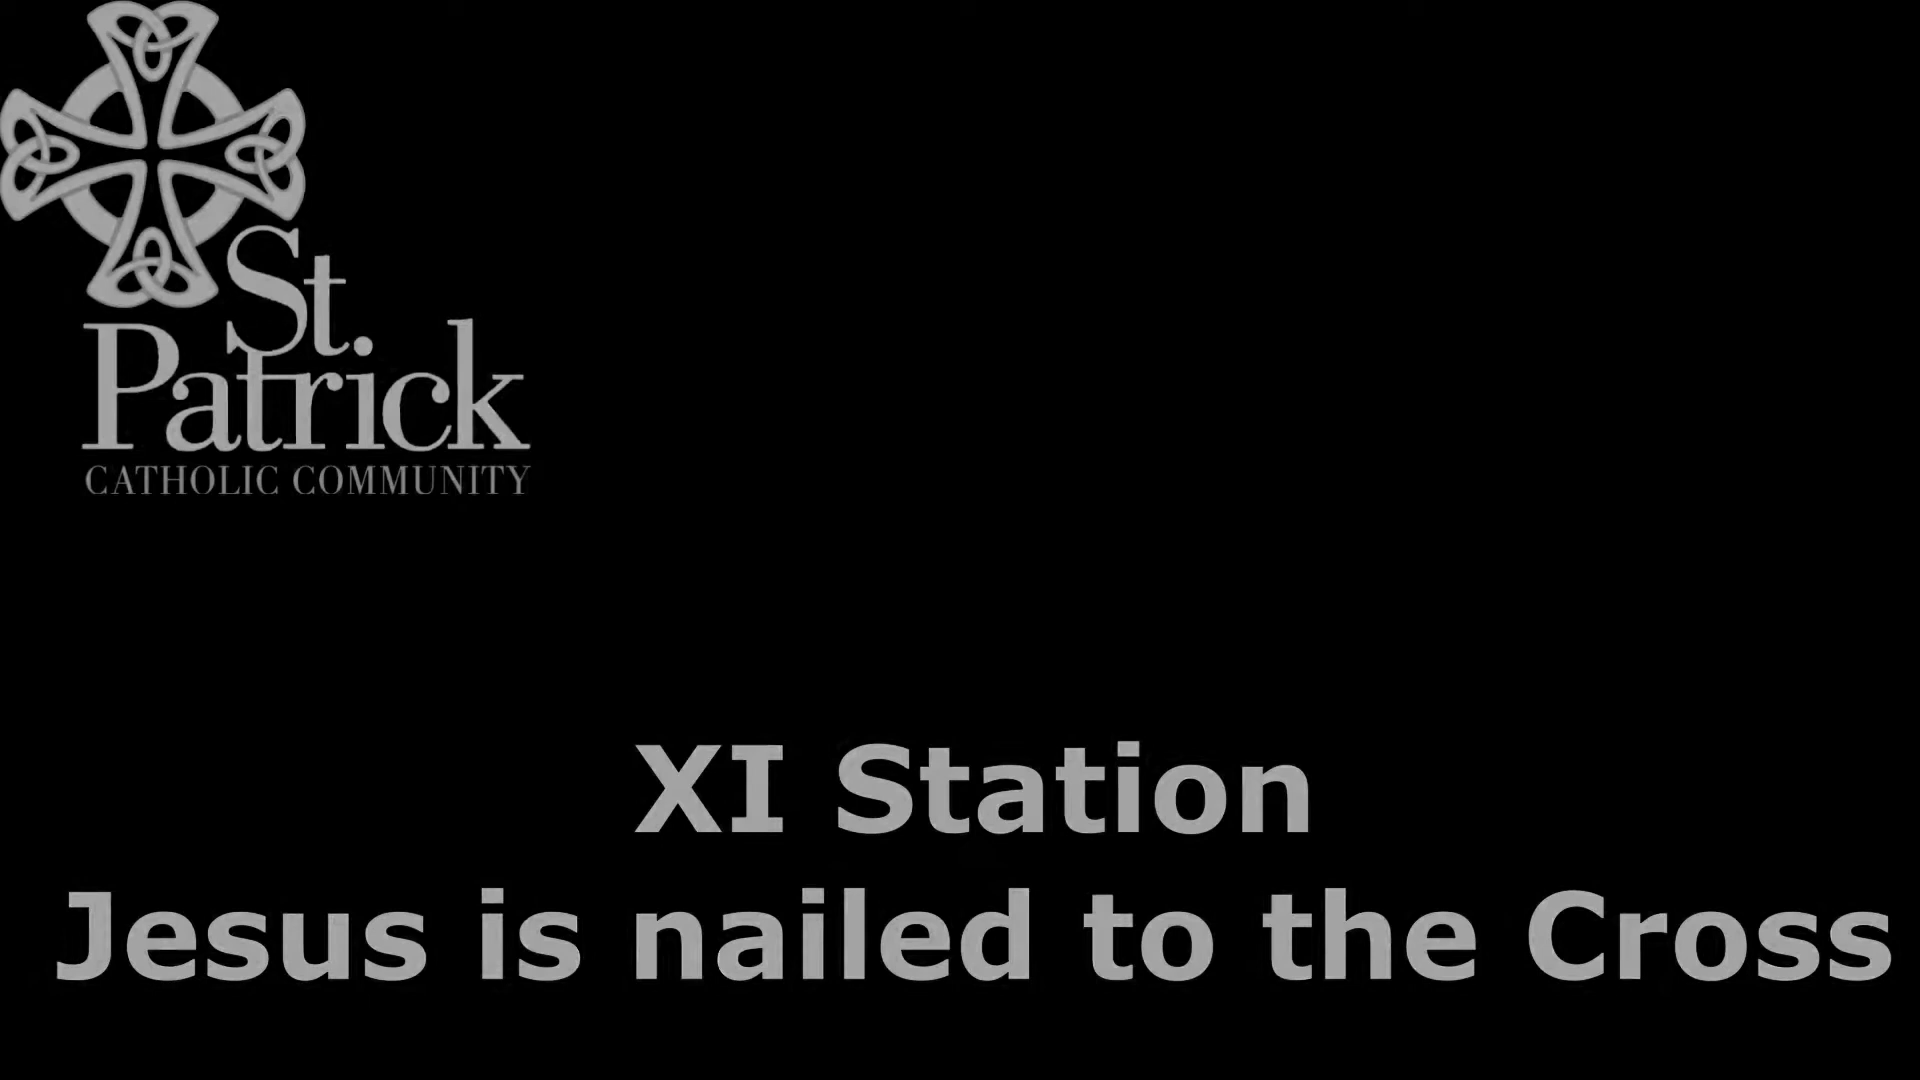 St.
Patrick
CATHOLIC COMMUNITY
XI Station
Jesus is nailed to the Cross